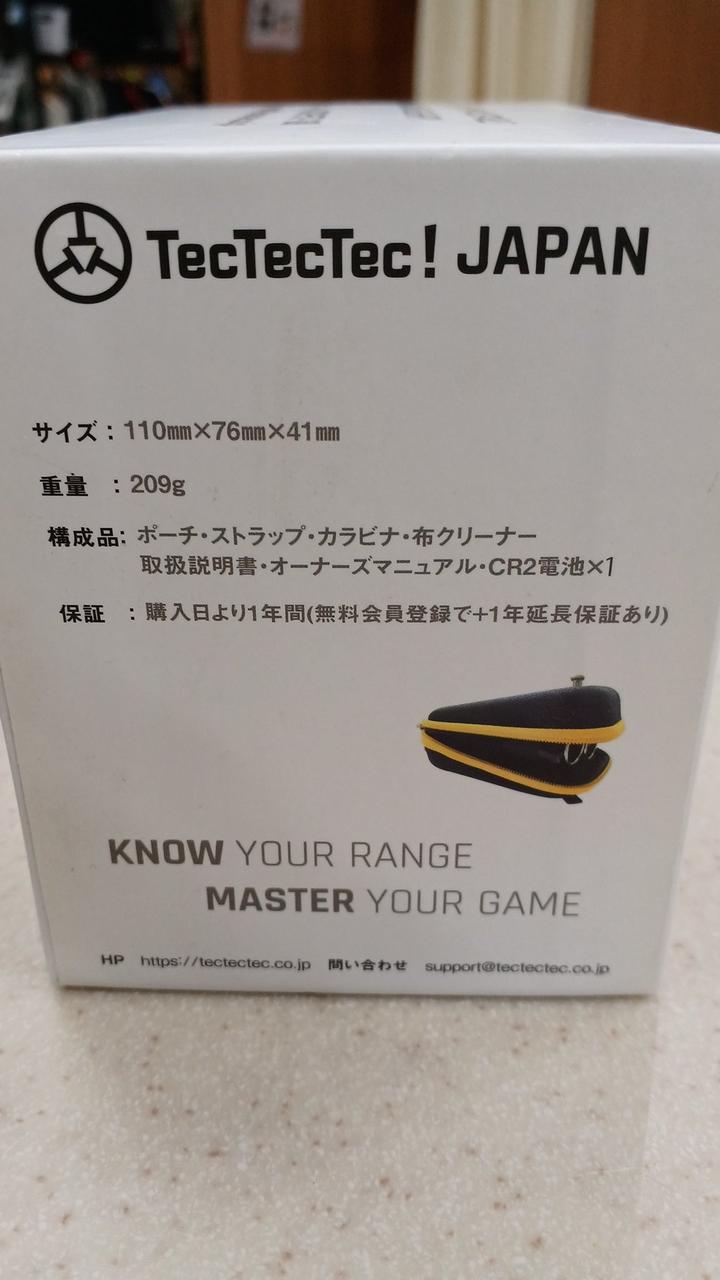 TecTecTec! JAPAN
サイズ : 110㎜×76㎜×41㎜
重量 : 209g
構成品: ポーチ・ストラップ・カラビナ・布クリーナー
取扱説明書・オーナーズマニュアル・CR2電池×1
保証 : 購入日より1年間(無料会員登録で+1年延長保証あり)
KNOW YOUR RANGE
MASTER YOUR GAME
HP https://tectectec.co.jp 問い合わせ support@tectectec.co.jp